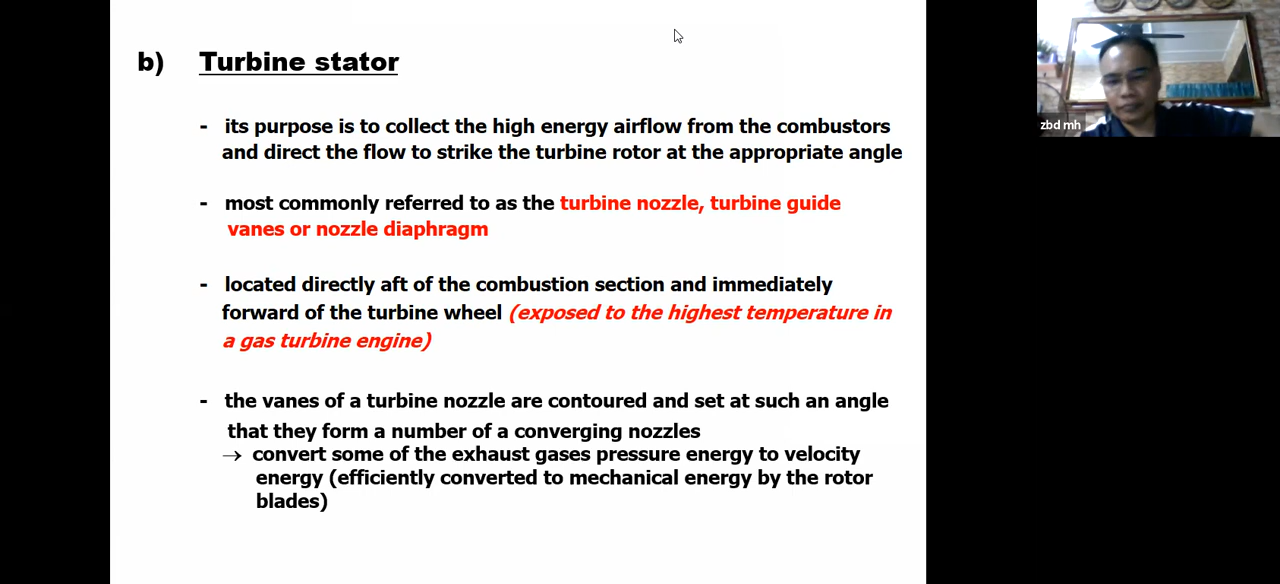 b) Turbine stator
- its purpose is to collect the high energy airflow from the combustors
and direct the flow to strike the turbine rotor at the appropriate angle
- most commonly referred to as the turbine nozzle, turbine guide
vanes or nozzle diaphragm
- located directly aft of the combustion section and immediately
forward of the turbine wheel (exposed to the highest temperature in
a gas turbine engine)
- the vanes of a turbine nozzle are contoured and set at such an angle
that they form a number of a converging nozzles
→ convert some of the exhaust gases pressure energy to velocity
energy (efficiently converted to mechanical energy by the rotor
blades)
zbd mh